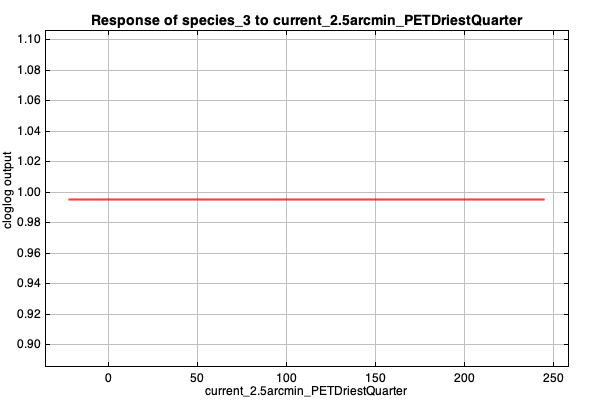 Response of species_3 to current_2.5arcmin_PETDriestQuarter
1.10
1.08
1.06
1.04
1.02
1.00
0.98
0.96
0.94
0.92
0.90
cloglog output
0 50 100 150 200 250
current_2.5arcmin_PETDriestQuarter